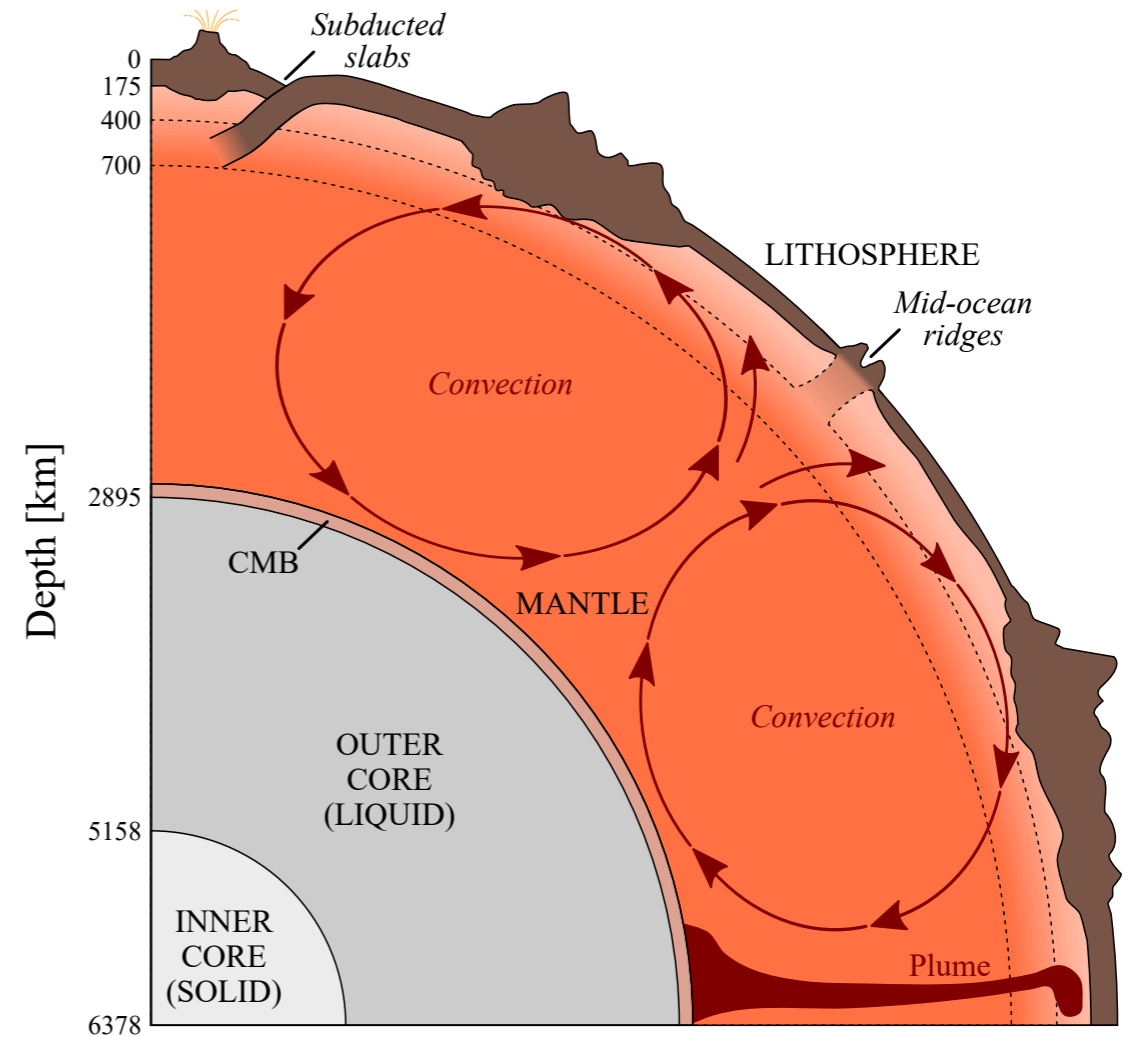 Subducted
slabs
0
175
400
700
LITHOSPHERE
Mid-ocean
ridges
Convection
Depth [km]
2895
CMB
MANTLE
Convection
OUTER
CORE
(LIQUID)
5158
INNER
CORE
(SOLID)
Plume
6378